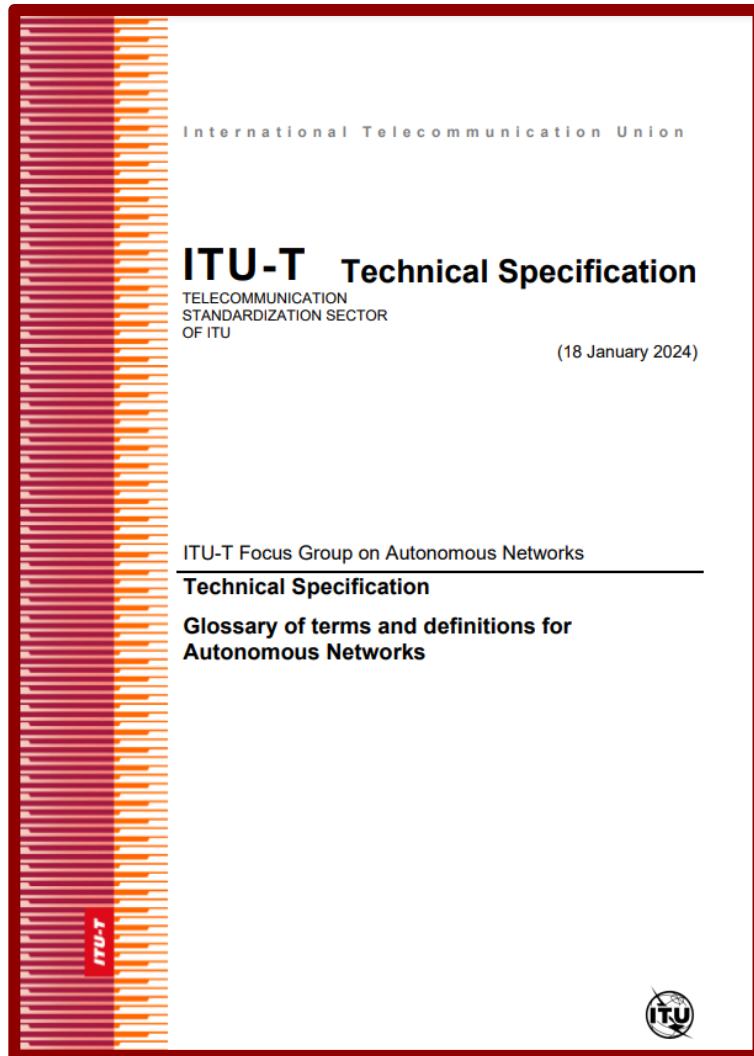 International Telecommunication Union
ITU-T Technical Specification
TELECOMMUNICATION
STANDARDIZATION SECTOR
OF ITU
(18 January 2024)
ITU-T Focus Group on Autonomous Networks
Technical Specification
Glossary of terms and definitions for
Autonomous Networks
ITU-T
ITU